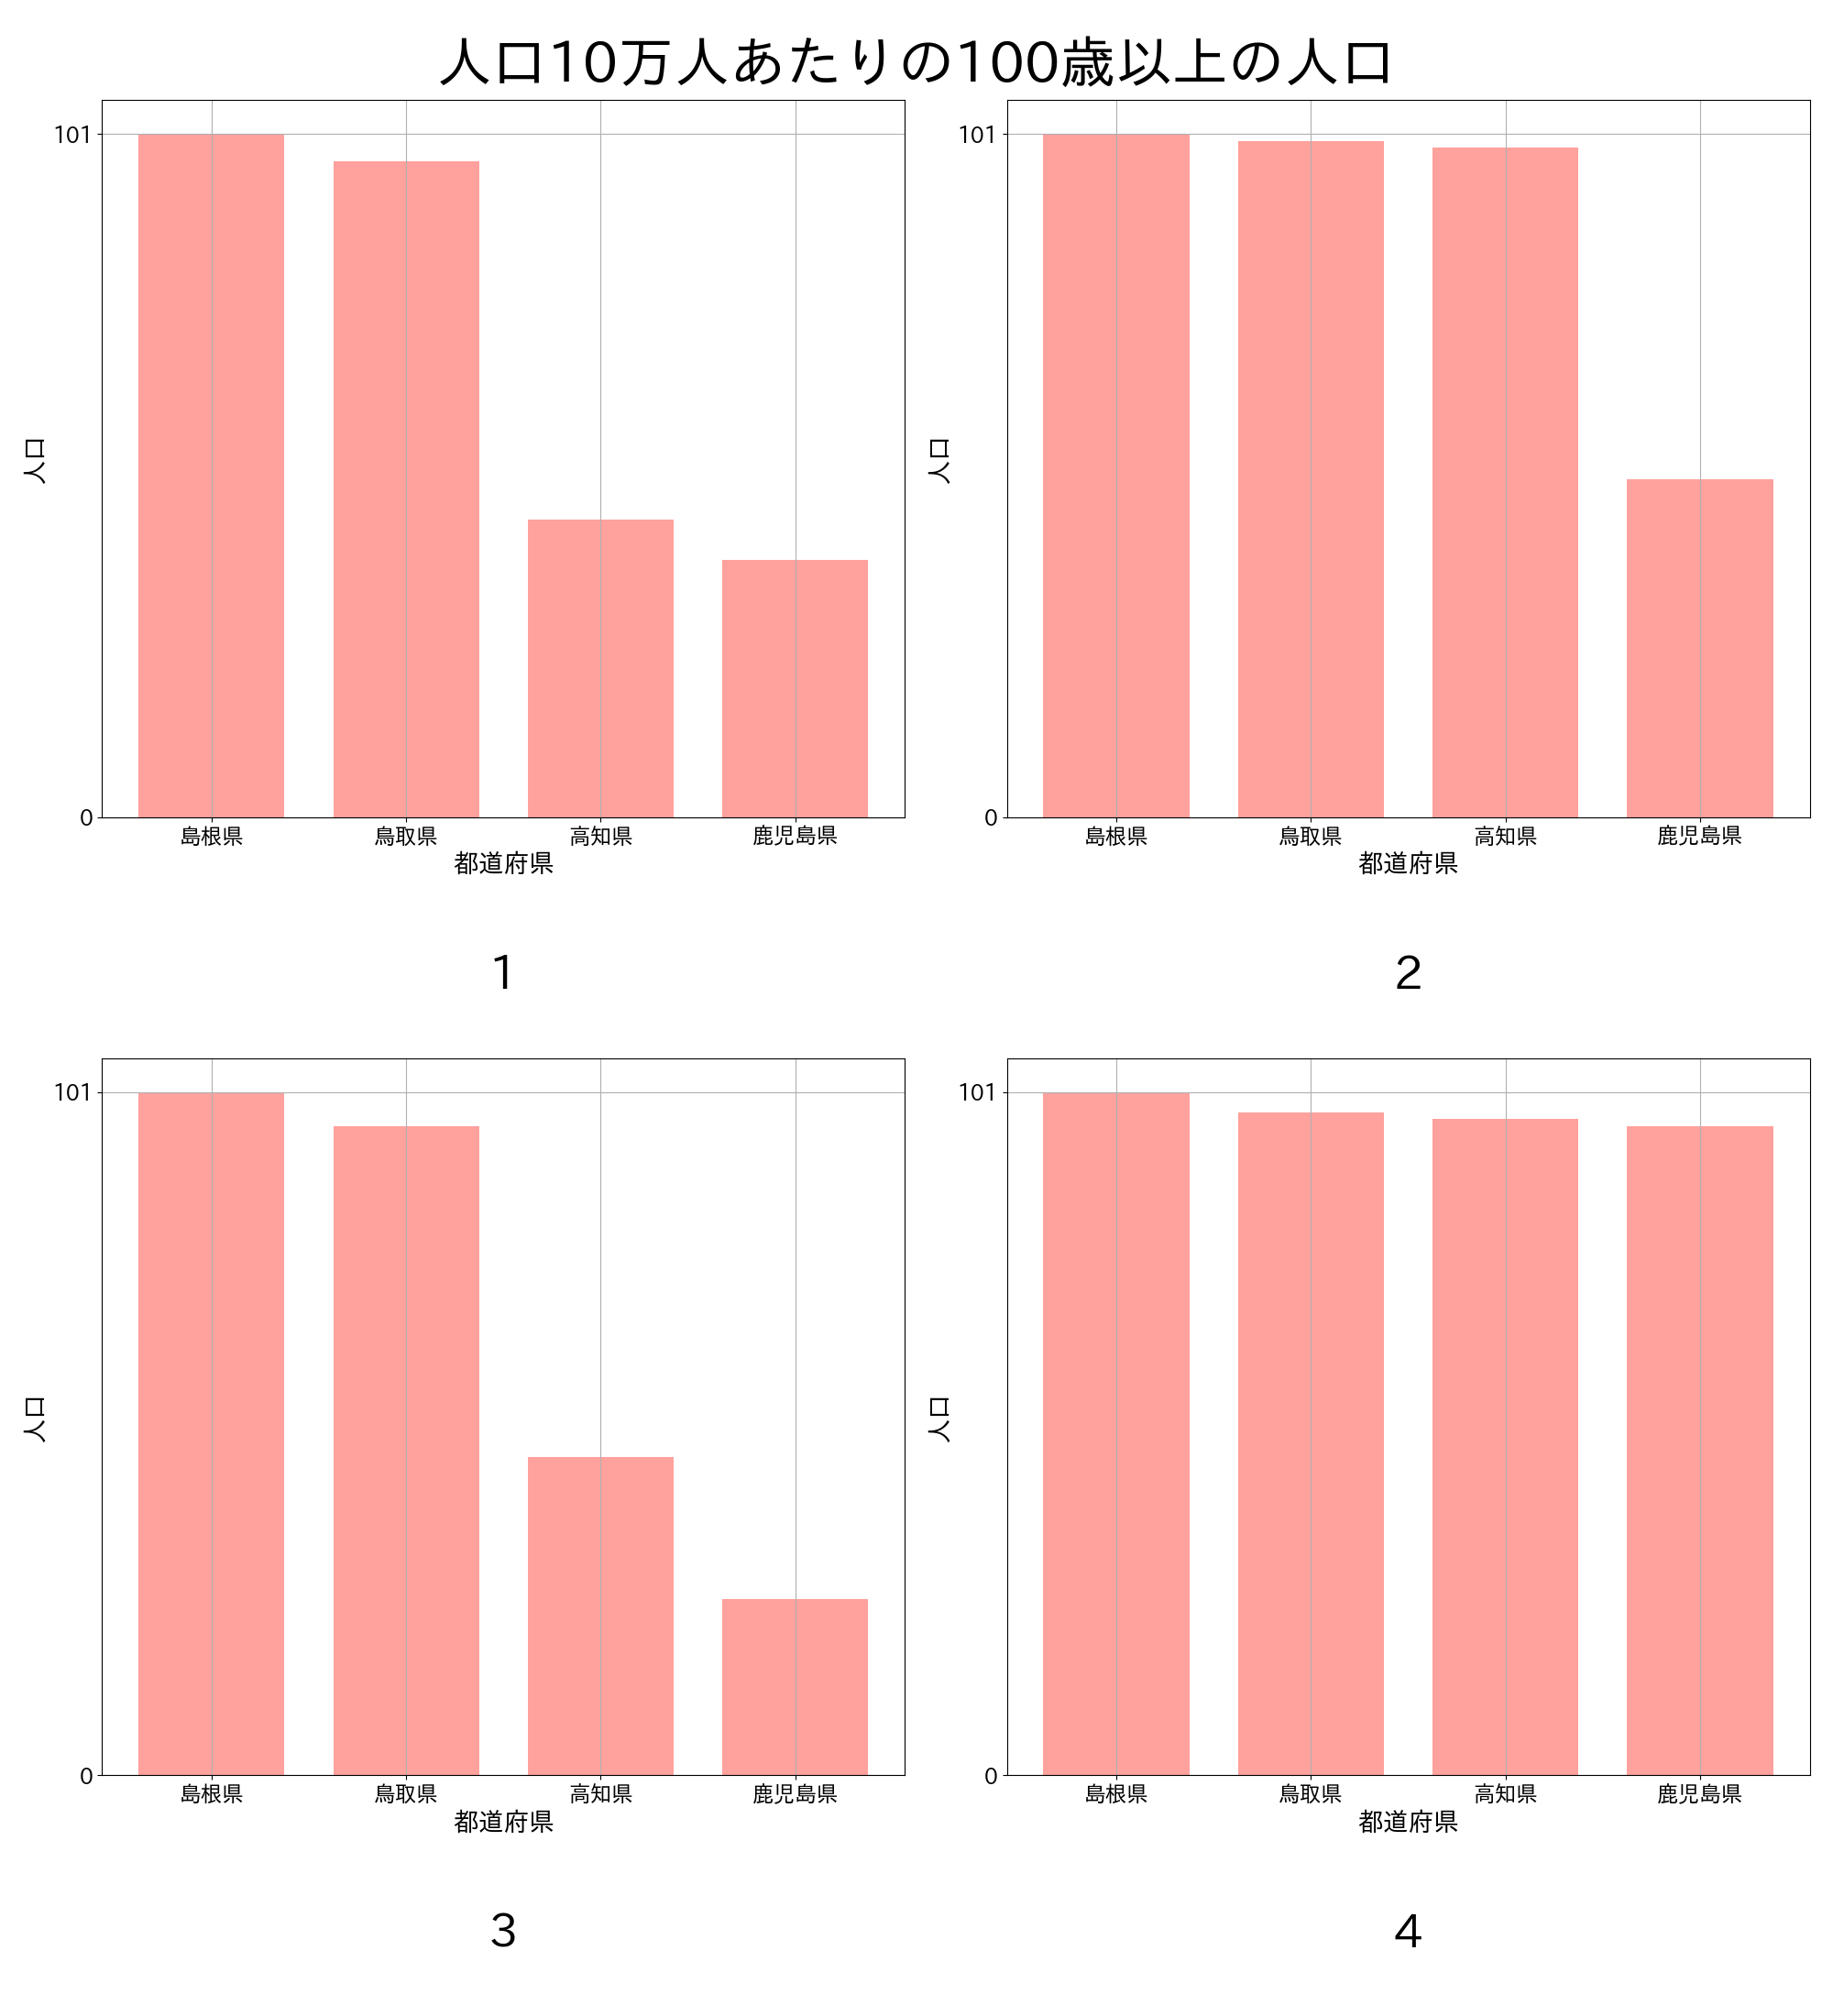 人口10万人あたりの100歳以上の人口
101
0
人口
島根県 鳥取県 高知県 鹿児島県
都道府県
1
101
0
人口
島根県 鳥取県 高知県 鹿児島県
都道府県
2
101
0
人口
島根県 鳥取県 高知県 鹿児島県
都道府県
3
101
0
人口
島根県 鳥取県 高知県 鹿児島県
都道府県
4